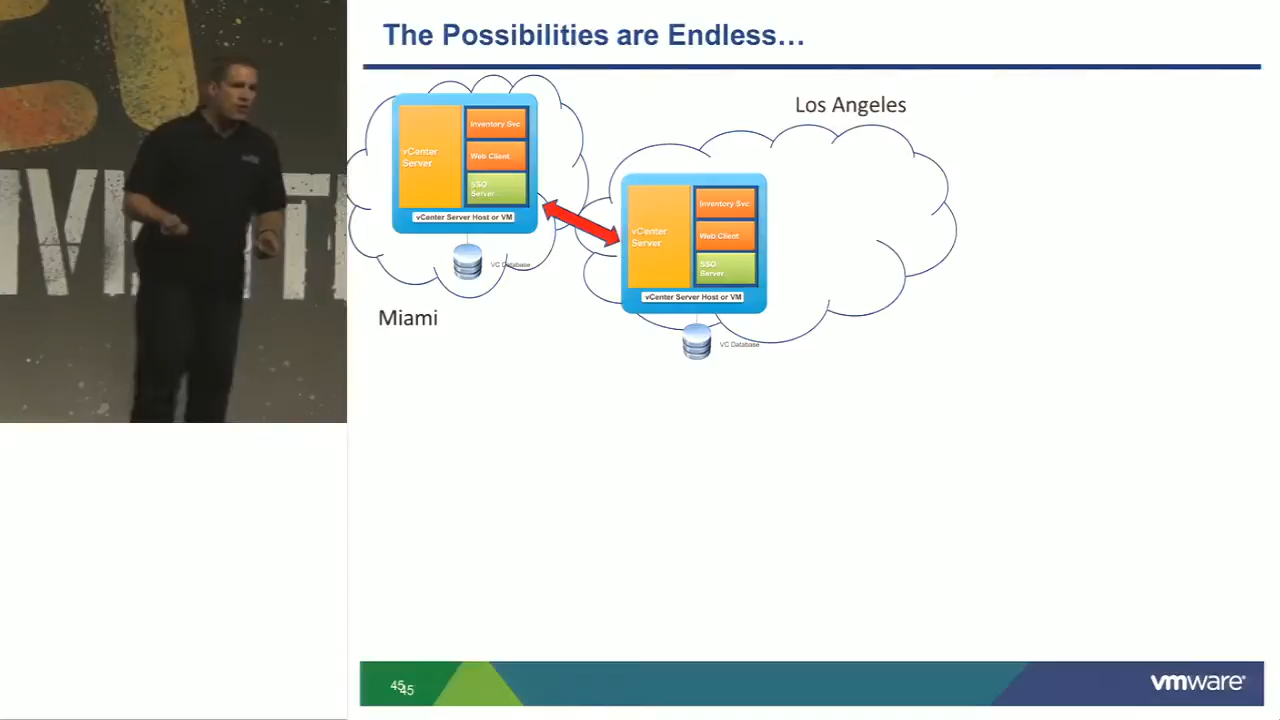 The Possibilities are Endless…
Los Angeles
vCenter
Server
Inventory Svc
Web Client
SSO
Server
vCenter Server Host or VM
VC Database
Miami
vCenter
Server
Inventory Svc
Web Client
SSO
Server
vCenter Server Host or VM
VC Database
45
45
vmware